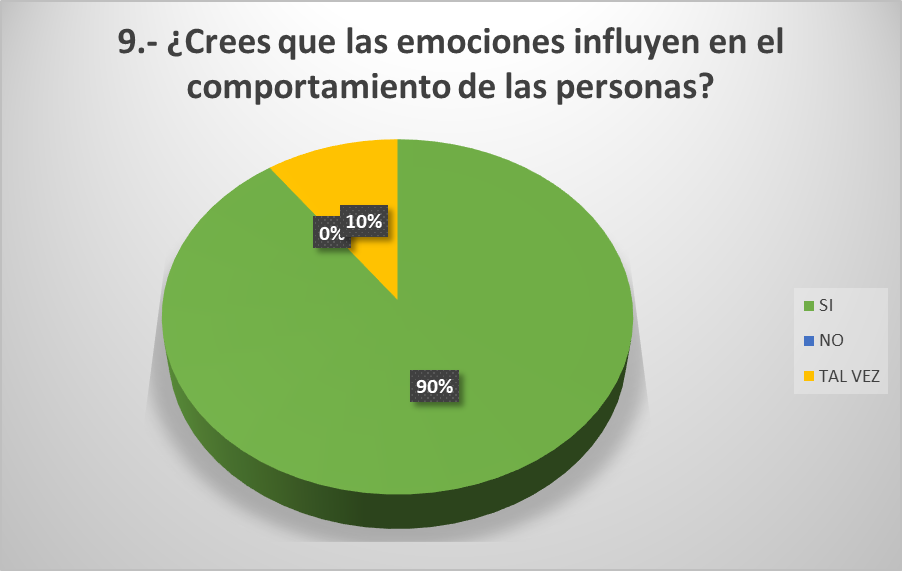 9.- ¿Crees que las emociones influyen en el
comportamiento de las personas?
10%
0%
90%
SI
NO
TAL VEZ